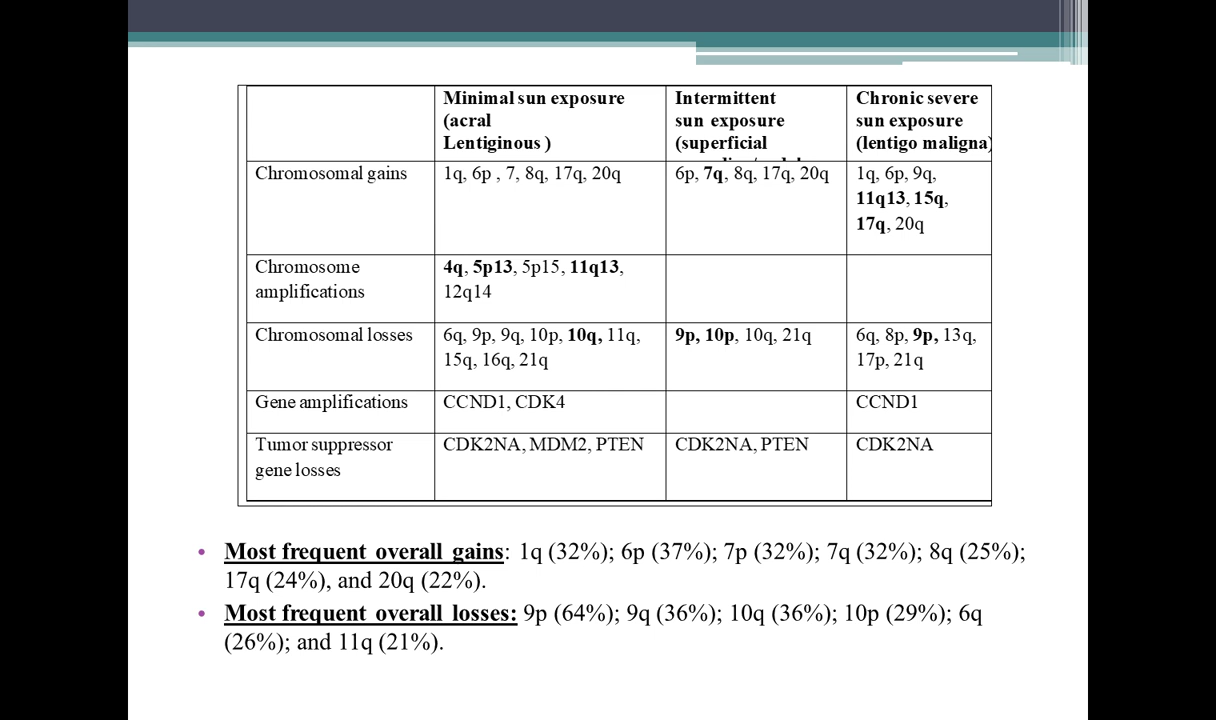 Minimal sun exposure (acral Lentiginous )
Intermittent sun exposure (superficial
Chronic severe sun exposure (lentigo maligna)
Chromosomal gains
1q, 6p , 7, 8q, 17q, 20q
6p, 7q, 8q, 17q, 20q
1q, 6p, 9q, 11q13, 15q, 17q, 20q
Chromosome amplifications
4q, 5p13, 5p15, 11q13, 12q14
Chromosomal losses
6q, 9p, 9q, 10p, 10q, 11q, 15q, 16q, 21q
9p, 10p, 10q, 21q
6q, 8p, 9p, 13q, 17p, 21q
Gene amplifications
CCND1, CDK4
CCND1
Tumor suppressor gene losses
CDK2NA, MDM2, PTEN
CDK2NA, PTEN
CDK2NA
• Most frequent overall gains: 1q (32%); 6p (37%); 7p (32%); 7q (32%); 8q (25%);
17q (24%), and 20q (22%).
• Most frequent overall losses: 9p (64%); 9q (36%); 10q (36%); 10p (29%); 6q
(26%); and 11q (21%).